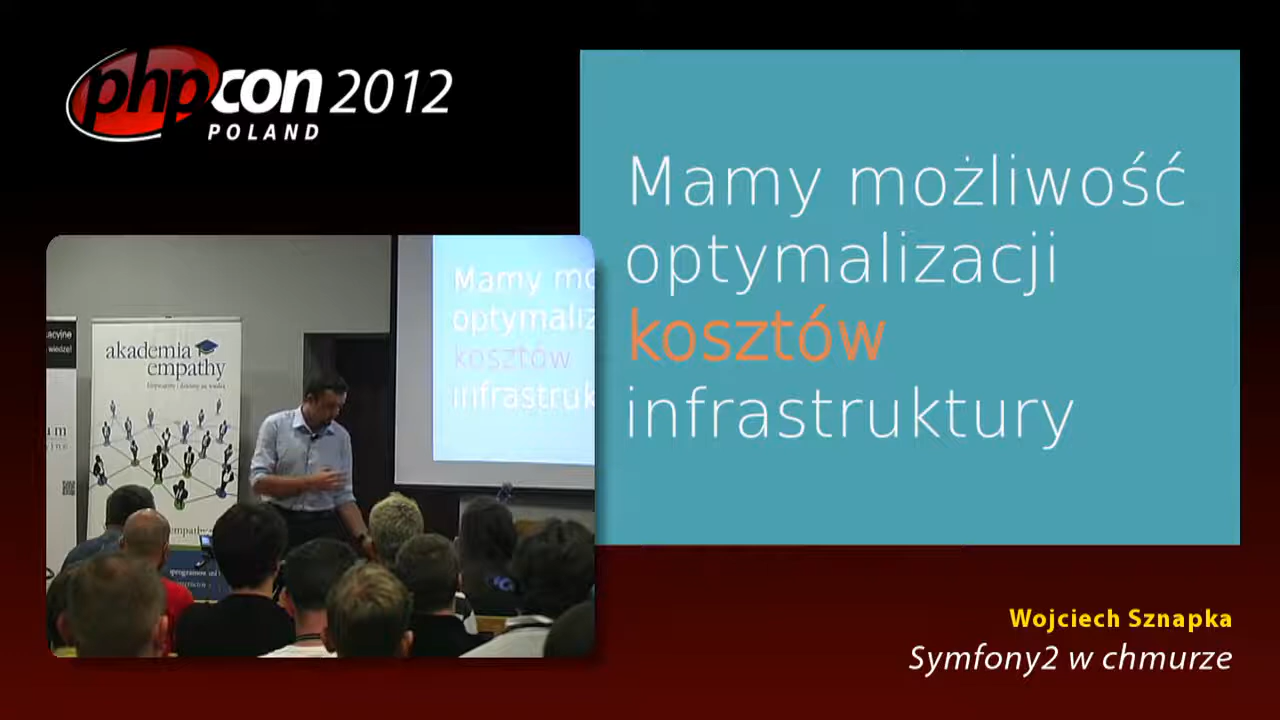 phpcon 2012
POLAND
Mamy możliwość
optymalizacji
kosztów
infrastruktury
akademia
empathy
Mamy mo
optymaliz
kosztów
infrastruk
Wojciech Sznapka
Symfony2 w chmurze